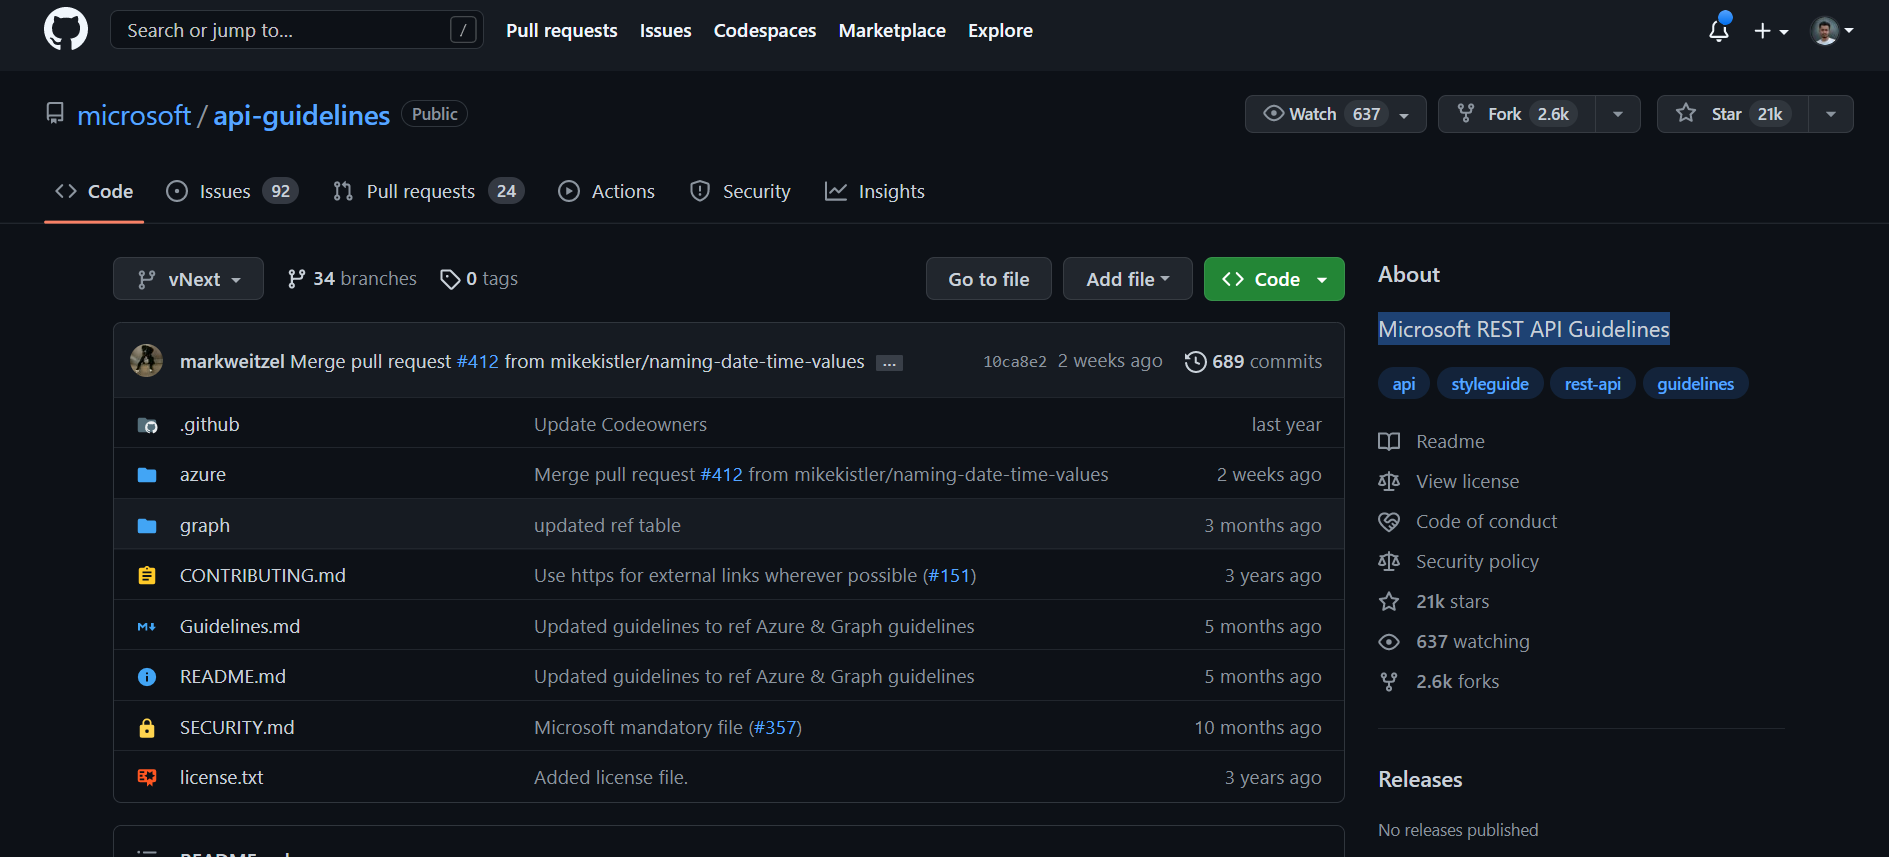 Search or jump to... /
Pull requests Issues Codespaces Marketplace Explore
microsoft / api-guidelines Public
Watch 637 Fork 2.6k Star 21k
Code Issues 92 Pull requests 24 Actions Security Insights
vNext 34 branches 0 tags Go to file Add file Code
markweitzel Merge pull request #412 from mikekistler/naming-date-time-values ... 10ca8e2 2 weeks ago 689 commits
.github Update Codeowners last year
azure Merge pull request #412 from mikekistler/naming-date-time-values 2 weeks ago
graph updated ref table 3 months ago
CONTRIBUTING.md Use https for external links wherever possible (#151) 3 years ago
Guidelines.md Updated guidelines to ref Azure & Graph guidelines 5 months ago
README.md Updated guidelines to ref Azure & Graph guidelines 5 months ago
SECURITY.md Microsoft mandatory file (#357) 10 months ago
license.txt Added license file. 3 years ago
README.md
About
Microsoft REST API Guidelines
api styleguide rest-api guidelines
Readme
View license
Code of conduct
Security policy
21k stars
637 watching
2.6k forks
Releases
No releases published